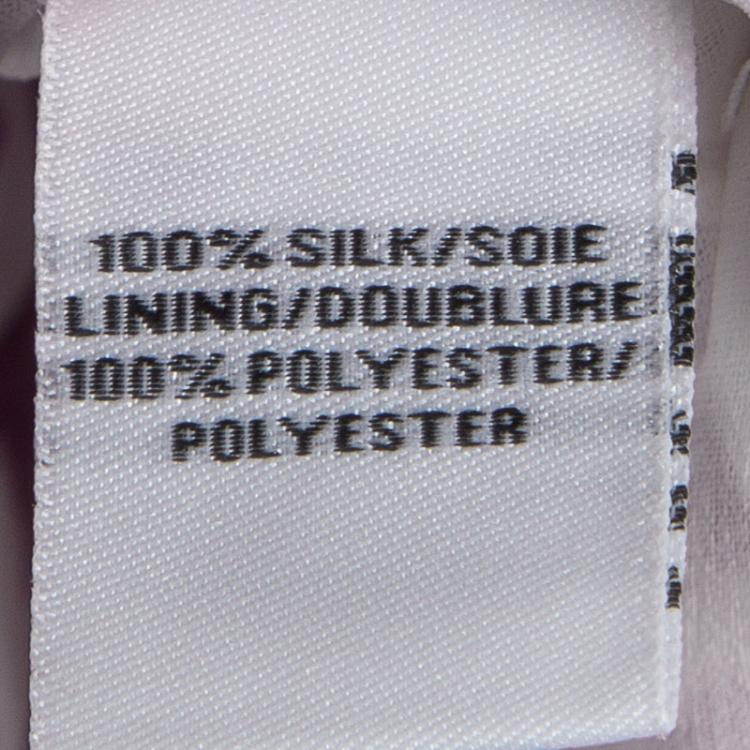 100% SILK/SOIE
LINING/DOUBLURE
100% POLYESTER/
POLYESTER